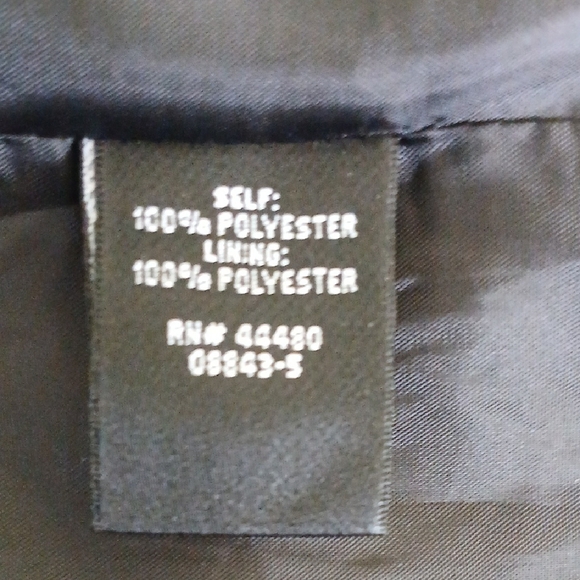 SELF:
100% POLYESTER
LINING:
100% POLYESTER
RN# 44480
08843-S